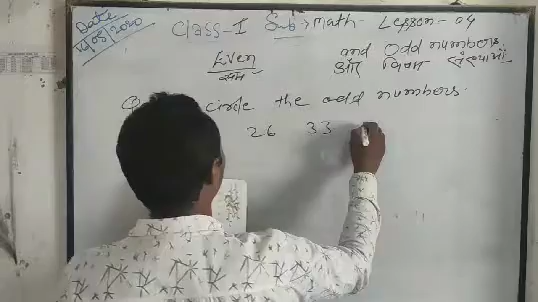 Date
14/08/2020
Class-I Sub → Math- Lesson-04
Even and Odd numbers
सम और विषम संख्याओं
Q circle the odd numbers.
26 33